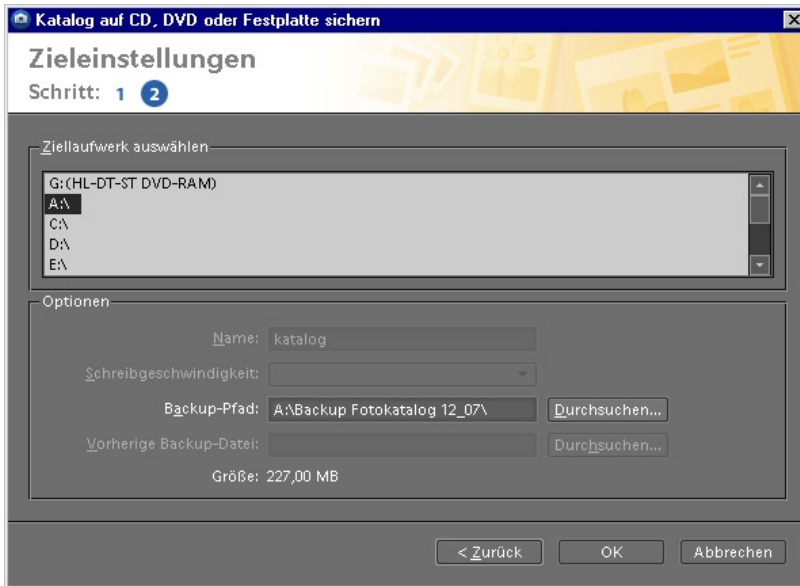 Katalog auf CD, DVD oder Festplatte sichern
Zieleinstellungen
Schritt: 1 2
Ziellaufwerk auswählen
G:(HL-DT-ST DVD-RAM)
A:\
C:\
D:\
E:\
Optionen
Name: katalog
Schreibgeschwindigkeit:
Backup-Pfad: A:\Backup Fotokatalog 12_07\ Durchsuchen...
Vorherige Backup-Datei: Durchsuchen...
Größe: 227,00 MB
< Zurück OK Abbrechen